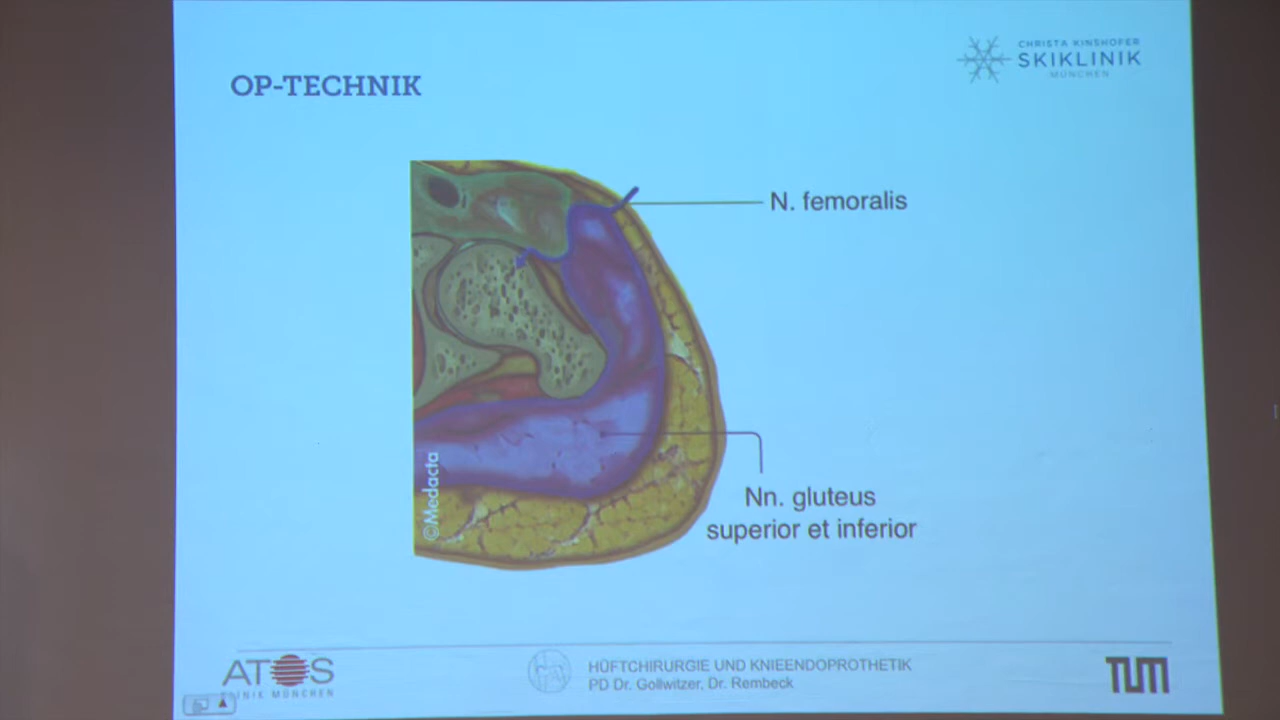 CHRISTA KINSHOFER
SKIKLINIK
MÜNCHEN
OP-TECHNIK
N. femoralis
©Medacta
Nn. gluteus
superior et inferior
ATOS
KLINIK MÜNCHEN
HÜFTCHIRURGIE UND KNIEENDOPROTHETIK
PD Dr. Gollwitzer, Dr. Rembeck
TUM